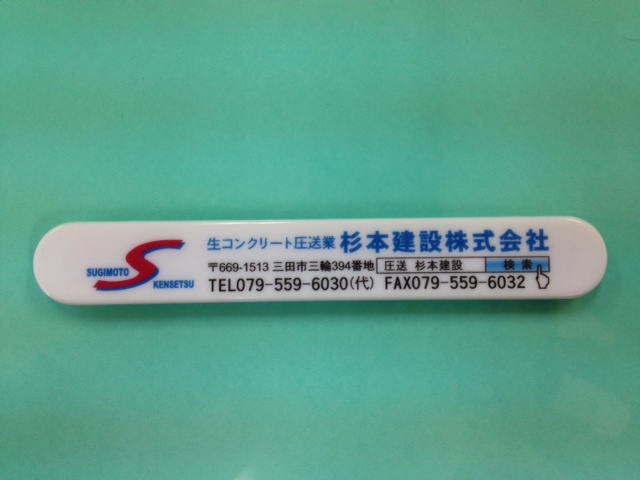 SUGIMOTO
S
KENSETSU
生コンクリート圧送業 杉本建設株式会社
〒669-1513 三田市三輪394番地 圧送 杉本建設 検索
TEL079-559-6030(代) FAX079-559-6032